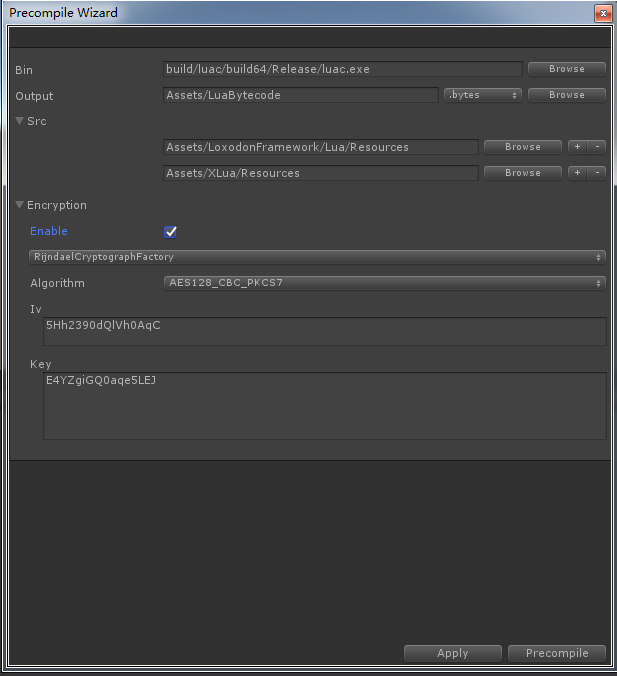 Precompile Wizard
Bin build/luac/build64/Release/luac.exe Browse
Output Assets/LuaBytecode .bytes Browse
Src
Assets/LoxodonFramework/Lua/Resources Browse + -
Assets/XLua/Resources Browse + -
Encryption
Enable
RijndaelCryptographFactory
Algorithm AES128_CBC_PKCS7
Iv
5Hh2390dQlVh0AqC
Key
E4YZgiGQ0aqe5LEJ
Apply Precompile